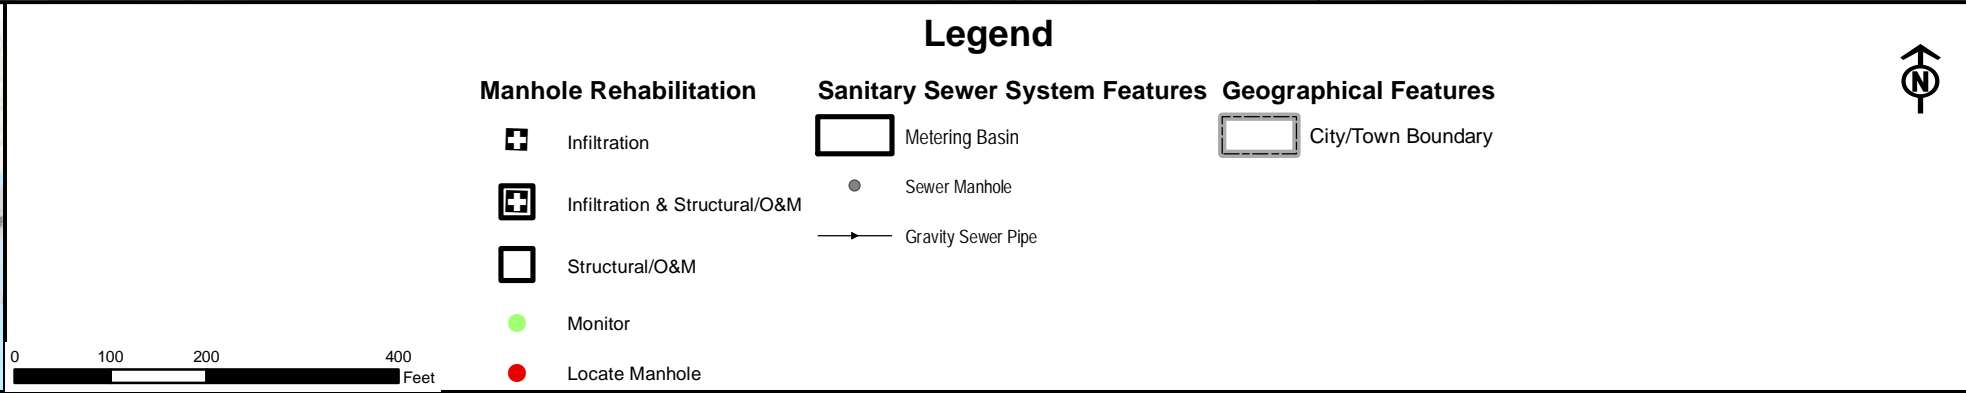 Legend
Manhole Rehabilitation
Infiltration
Infiltration & Structural/O&M
Structural/O&M
Monitor
Locate Manhole
Sanitary Sewer System Features
Metering Basin
Sewer Manhole
Gravity Sewer Pipe
Geographical Features
City/Town Boundary
N
0 100 200 400
Feet